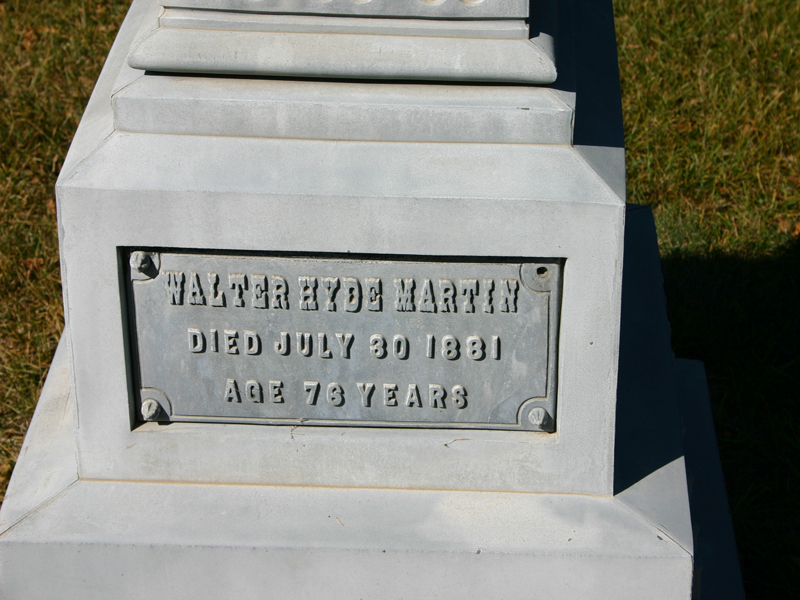 WALTER HYDE MARTIN
DIED JULY 30 1881
AGE 76 YEARS